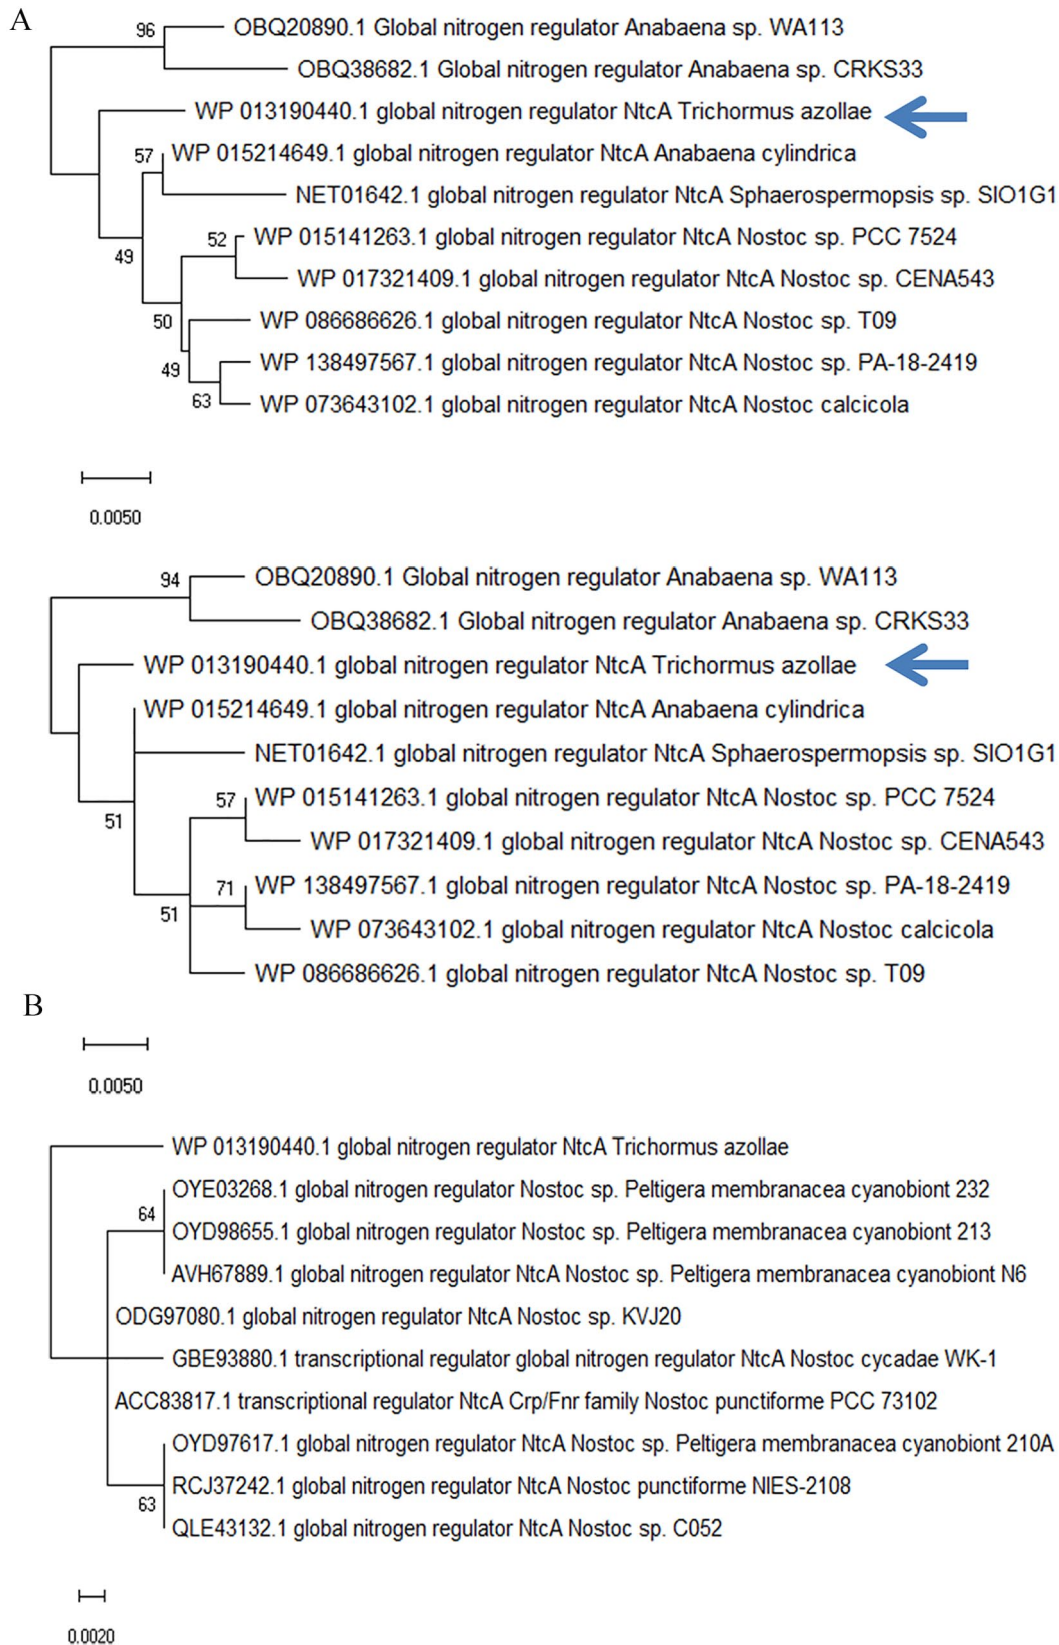 A
96
OBQ20890.1 Global nitrogen regulator Anabaena sp. WA113
OBQ38682.1 Global nitrogen regulator Anabaena sp. CRKS33
WP 013190440.1 global nitrogen regulator NtcA Trichormus azollae
57
WP 015214649.1 global nitrogen regulator NtcA Anabaena cylindrica
NET01642.1 global nitrogen regulator NtcA Sphaerospermopsis sp. SIO1G1
49
52
WP 015141263.1 global nitrogen regulator NtcA Nostoc sp. PCC 7524
WP 017321409.1 global nitrogen regulator NtcA Nostoc sp. CENA543
50
WP 086686626.1 global nitrogen regulator NtcA Nostoc sp. T09
49
WP 138497567.1 global nitrogen regulator NtcA Nostoc sp. PA-18-2419
63
WP 073643102.1 global nitrogen regulator NtcA Nostoc calcicola
0.0050
94
OBQ20890.1 Global nitrogen regulator Anabaena sp. WA113
OBQ38682.1 Global nitrogen regulator Anabaena sp. CRKS33
WP 013190440.1 global nitrogen regulator NtcA Trichormus azollae
WP 015214649.1 global nitrogen regulator NtcA Anabaena cylindrica
NET01642.1 global nitrogen regulator NtcA Sphaerospermopsis sp. SIO1G1
51
57
WP 015141263.1 global nitrogen regulator NtcA Nostoc sp. PCC 7524
WP 017321409.1 global nitrogen regulator NtcA Nostoc sp. CENA543
71
WP 138497567.1 global nitrogen regulator NtcA Nostoc sp. PA-18-2419
51
WP 073643102.1 global nitrogen regulator NtcA Nostoc calcicola
WP 086686626.1 global nitrogen regulator NtcA Nostoc sp. T09
B
0.0050
WP 013190440.1 global nitrogen regulator NtcA Trichormus azollae
OYE03268.1 global nitrogen regulator Nostoc sp. Peltigera membranacea cyanobiont 232
64
OYD98655.1 global nitrogen regulator Nostoc sp. Peltigera membranacea cyanobiont 213
AVH67889.1 global nitrogen regulator NtcA Nostoc sp. Peltigera membranacea cyanobiont N6
ODG97080.1 global nitrogen regulator NtcA Nostoc sp. KVJ20
GBE93880.1 transcriptional regulator global nitrogen regulator NtcA Nostoc cycadae WK-1
ACC83817.1 transcriptional regulator NtcA Crp/Fnr family Nostoc punctiforme PCC 73102
OYD97617.1 global nitrogen regulator NtcA Nostoc sp. Peltigera membranacea cyanobiont 210A
RCJ37242.1 global nitrogen regulator NtcA Nostoc punctiforme NIES-2108
63
QLE43132.1 global nitrogen regulator NtcA Nostoc sp. C052
0.0020